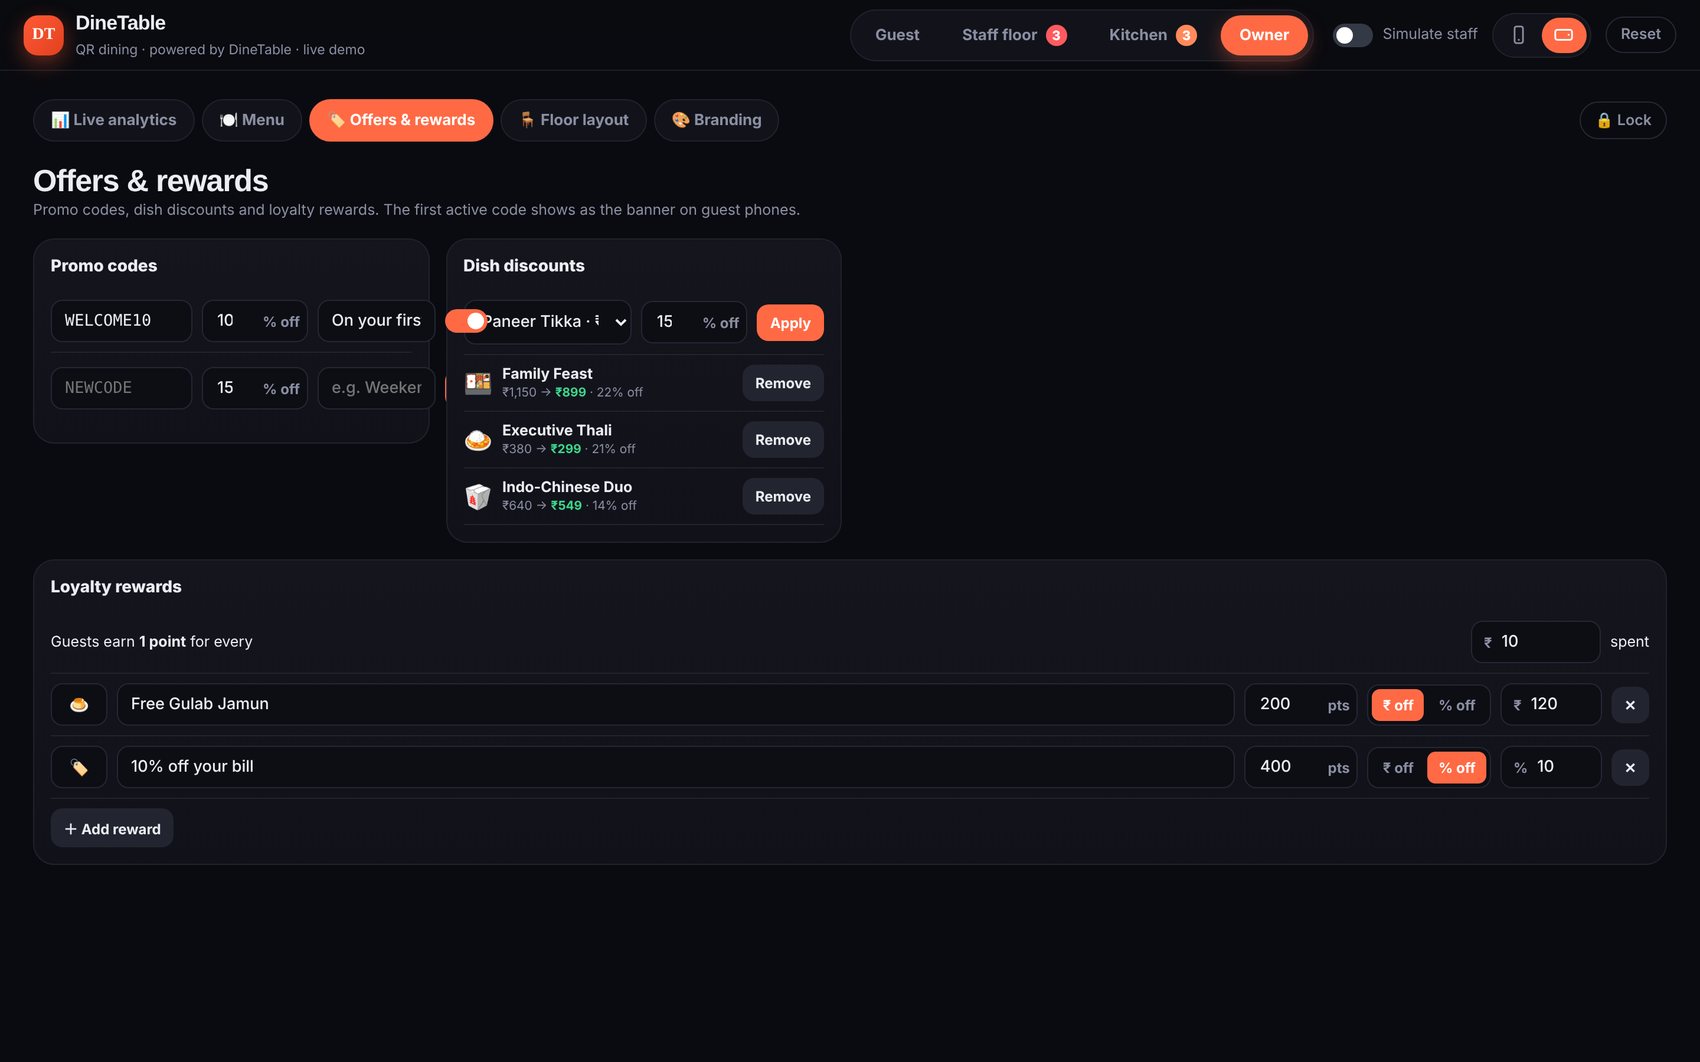 DT
DineTable
QR dining · powered by DineTable · live demo
Guest
Staff floor 3
Kitchen 3
Owner
Simulate staff
Reset
Live analytics
Menu
Offers & rewards
Floor layout
Branding
Lock
Offers & rewards
Promo codes, dish discounts and loyalty rewards. The first active code shows as the banner on guest phones.
Promo codes
WELCOME10 10 % off On your firs
NEWCODE 15 % off e.g. Weeken
Dish discounts
Paneer Tikka · 15 % off Apply
Family Feast
₹1,150 → ₹899 · 22% off
Remove
Executive Thali
₹380 → ₹299 · 21% off
Remove
Indo-Chinese Duo
₹640 → ₹549 · 14% off
Remove
Loyalty rewards
Guests earn 1 point for every ₹ 10 spent
Free Gulab Jamun 200 pts ₹ off % off ₹ 120 ×
10% off your bill 400 pts ₹ off % off % 10 ×
+ Add reward